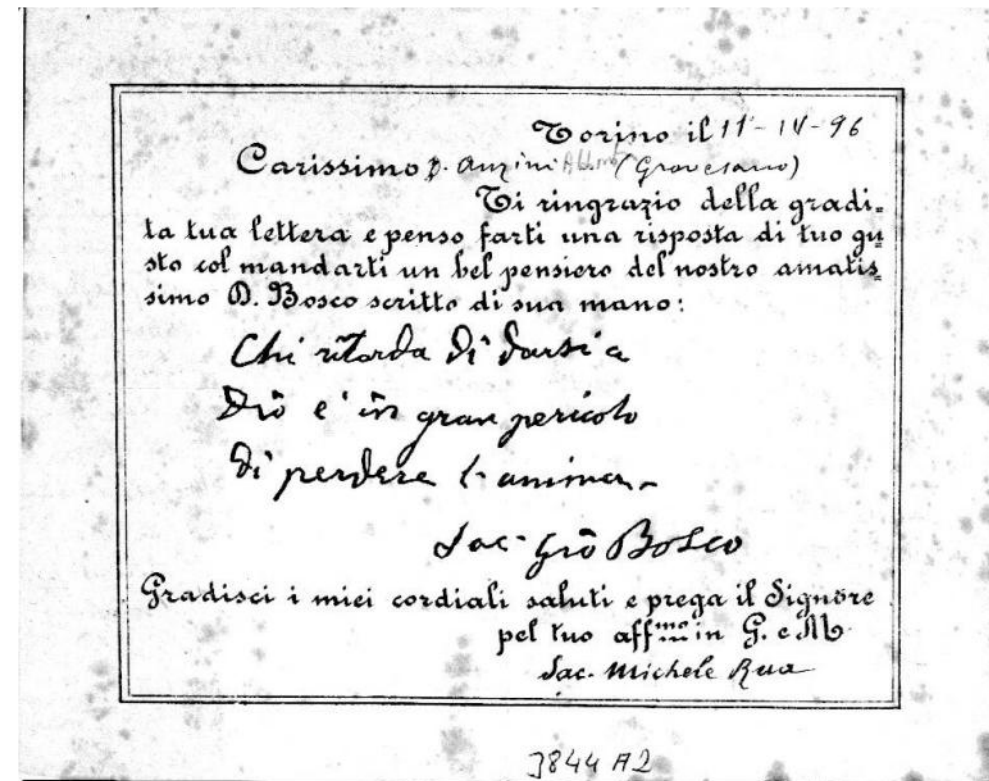 Torino il 11-IV-96
Carissimo D. Anzini Abbon (Gravesano)
Ti ringrazio della gradi=
ta tua lettera e penso farti una risposta di tuo gu=
sto col mandarti un bel pensiero del nostro amatis=
simo D. Bosco scritto di sua mano:
Chi ritarda di darsi a
Dio è in gran pericolo
di perdere l'anima.
Sac. Gio Bosco
Gradisci i miei cordiali saluti e prega il Signore
pel tuo aff.mo in G. e M.
Sac. Michele Rua
3844 A2